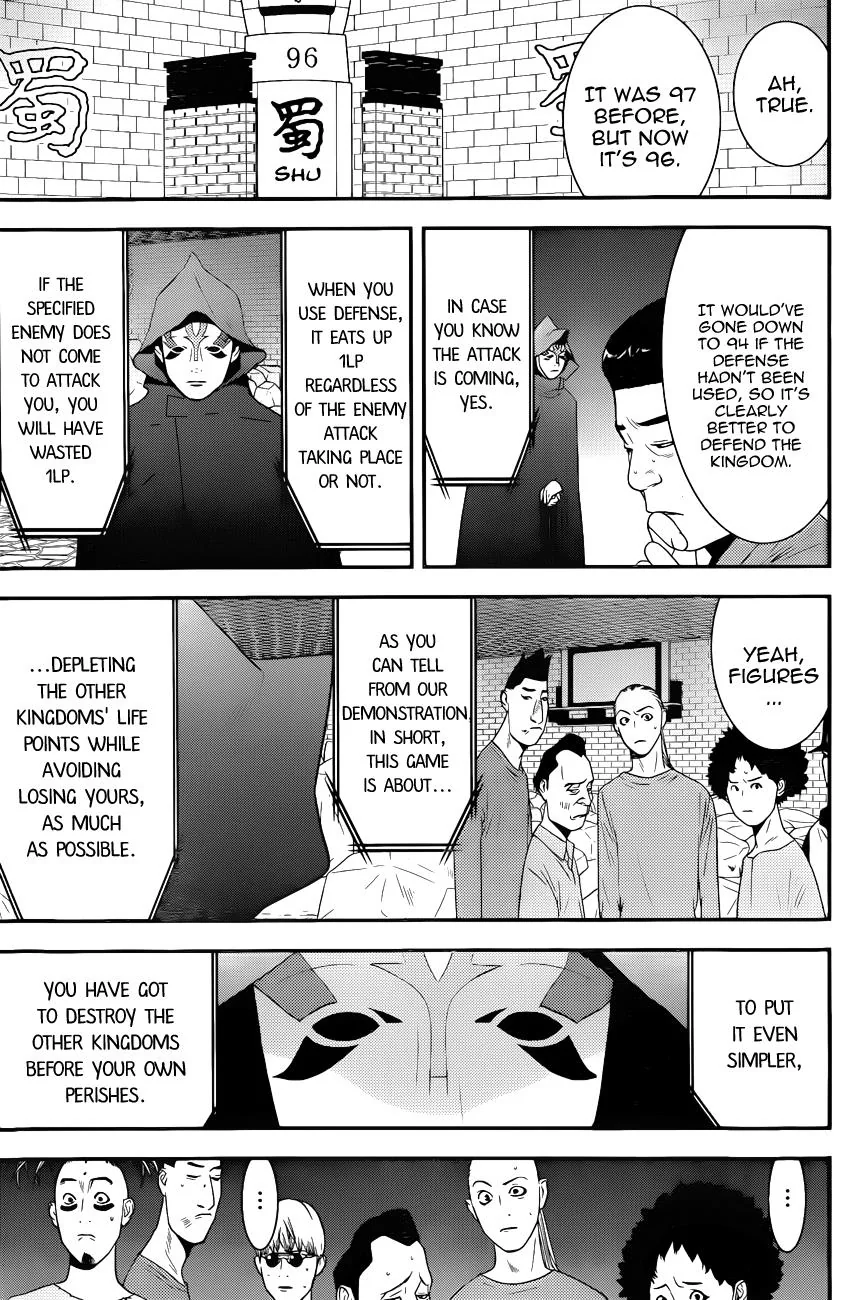 AH,
TRUE.
IT WAS 97
BEFORE,
BUT NOW
IT'S 96.
96
蜀
SHU
蜀
IT WOULD'VE
GONE DOWN
TO 94 IF THE
DEFENSE
HADN'T BEEN
USED, SO IT'S
CLEARLY
BETTER TO
DEFEND THE
KINGDOM.
IN CASE
YOU KNOW
THE ATTACK
IS COMING,
YES.
WHEN YOU
USE DEFENSE,
IT EATS UP
1LP
REGARDLESS
OF THE ENEMY
ATTACK
TAKING PLACE
OR NOT.
IF THE
SPECIFIED
ENEMY DOES
NOT COME
TO ATTACK
YOU, YOU
WILL HAVE
WASTED
1LP.
YEAH,
FIGURES
...
AS YOU
CAN TELL
FROM OUR
DEMONSTRATION,
IN SHORT,
THIS GAME
IS ABOUT...
...DEPLETING
THE OTHER
KINGDOMS' LIFE
POINTS WHILE
AVOIDING
LOSING YOURS,
AS MUCH
AS POSSIBLE.
TO PUT
IT EVEN
SIMPLER,
YOU HAVE GOT
TO DESTROY THE
OTHER KINGDOMS
BEFORE YOUR OWN
PERISHES.
...
...